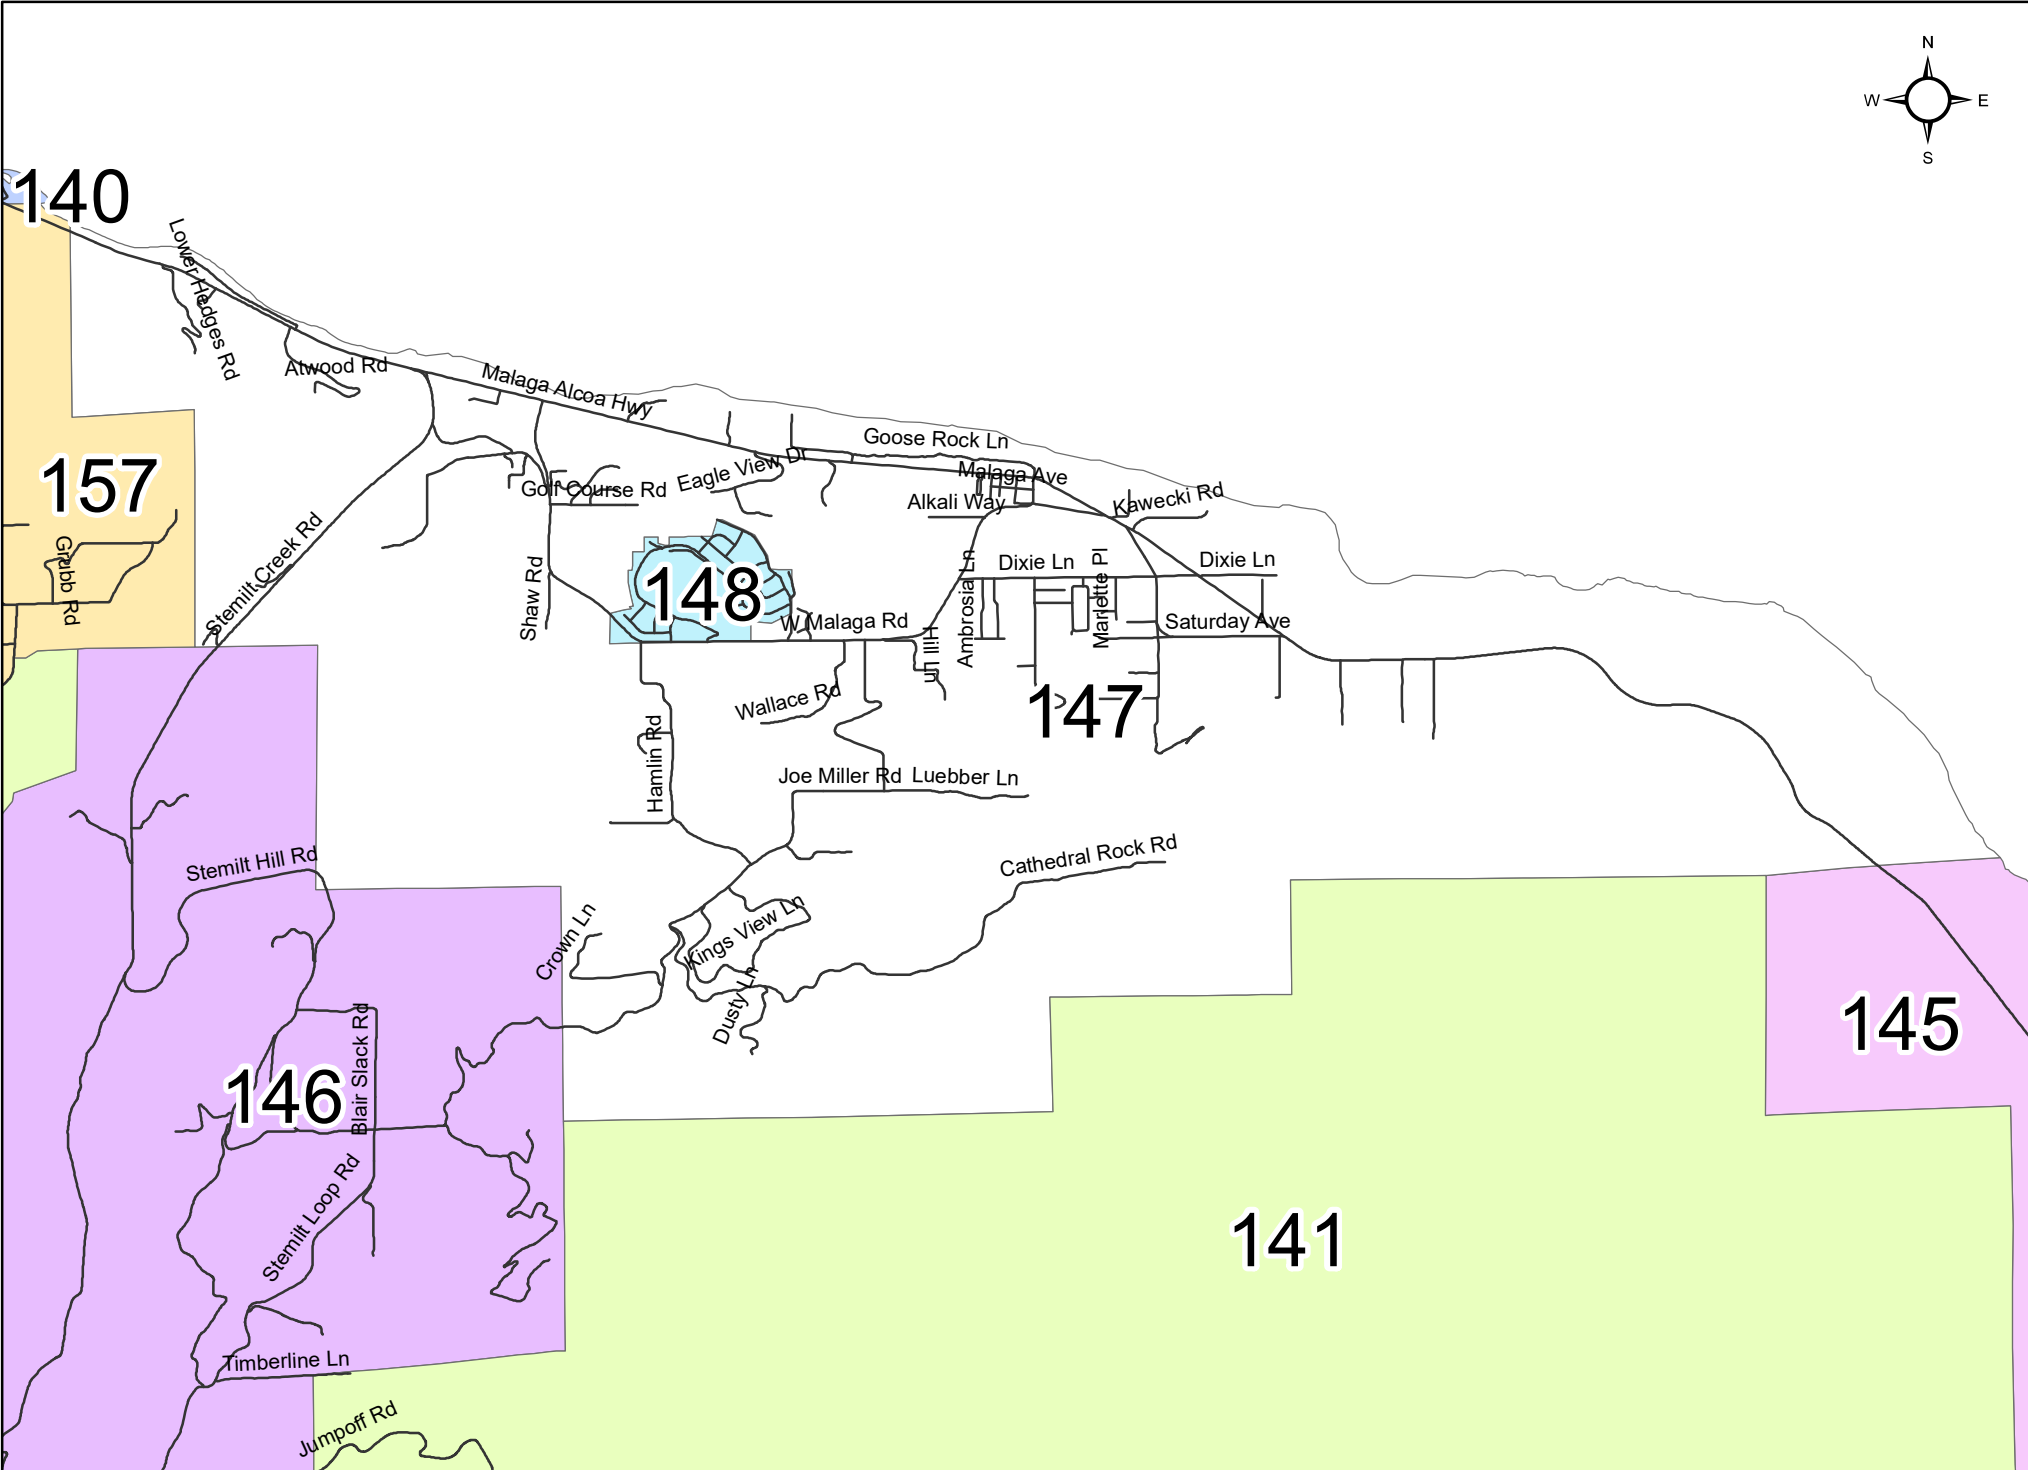 N
W E
S
140
Lower Hedges Rd
Atwood Rd
Malaga Alcoa Hwy
Goose Rock Ln
Eagle View Dr
Malaga Ave
157
Golf Course Rd
Alkali Way
Kawecki Rd
Grubb Rd
Stemilt Creek Rd
Shaw Rd
148
Ambrosia Ln
Dixie Ln
Marlette Pl
Dixie Ln
W Malaga Rd
Hill Ln
Saturday Ave
Wallace Rd
147
Hamlin Rd
Joe Miller Rd
Luebber Ln
Stemilt Hill Rd
Cathedral Rock Rd
Crown Ln
Kings View Ln
Dusty Ln
145
146
Blair Slack Rd
Stemilt Loop Rd
141
Timberline Ln
Jumpoff Rd